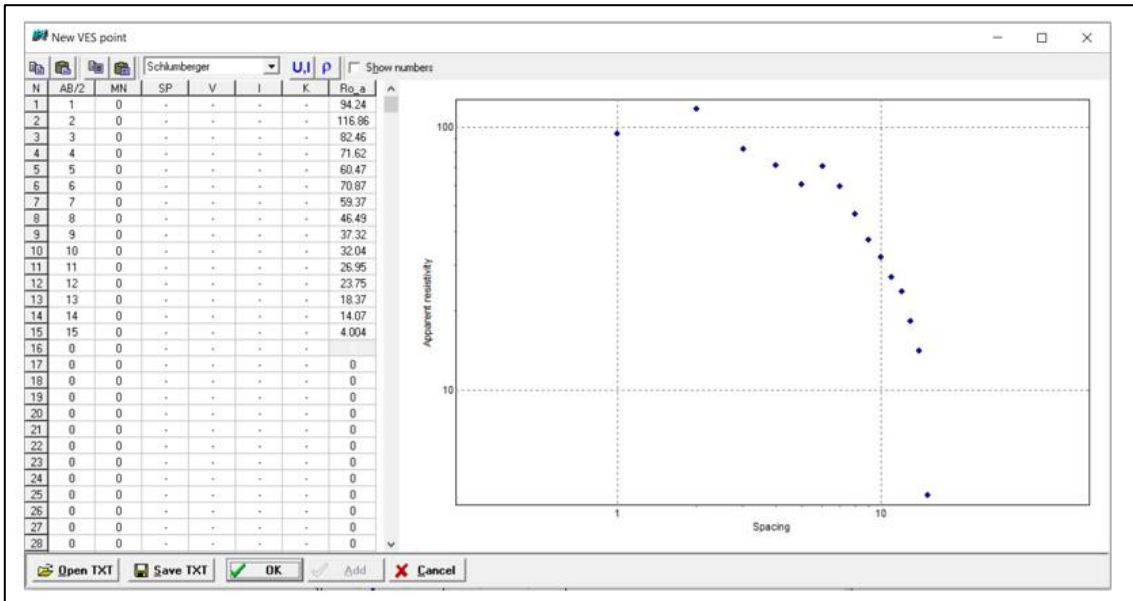 New VES point
Schlumberger U,I ρ Show numbers
N AB/2 MN SP V I K Ro_a
1 1 0 - - - - 94.24
2 2 0 - - - - 116.86
3 3 0 - - - - 82.46
4 4 0 - - - - 71.62
5 5 0 - - - - 60.47
6 6 0 - - - - 70.87
7 7 0 - - - - 59.37
8 8 0 - - - - 46.49
9 9 0 - - - - 37.32
10 10 0 - - - - 32.04
11 11 0 - - - - 26.95
12 12 0 - - - - 23.75
13 13 0 - - - - 18.37
14 14 0 - - - - 14.07
15 15 0 - - - - 4.004
16 0 0 - - - -
17 0 0 - - - - 0
18 0 0 - - - - 0
19 0 0 - - - - 0
20 0 0 - - - - 0
21 0 0 - - - - 0
22 0 0 - - - - 0
23 0 0 - - - - 0
24 0 0 - - - - 0
25 0 0 - - - - 0
26 0 0 - - - - 0
27 0 0 - - - - 0
28 0 0 - - - - 0
Apparent resistivity
100
10
1 10
Spacing
Open TXT Save TXT OK Add Cancel